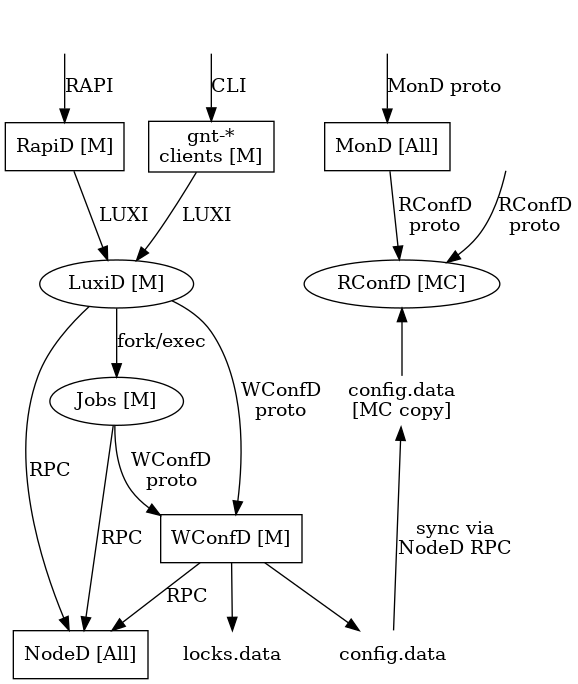 RAPI
CLI
MonD proto
RapiD [M]
gnt-*
clients [M]
MonD [All]
LUXI
LUXI
RConfD
proto
RConfD
proto
LuxiD [M]
RConfD [MC]
fork/exec
Jobs [M]
WConfD
proto
config.data
[MC copy]
RPC
WConfD
proto
RPC
WConfD [M]
sync via
NodeD RPC
RPC
NodeD [All]
locks.data
config.data